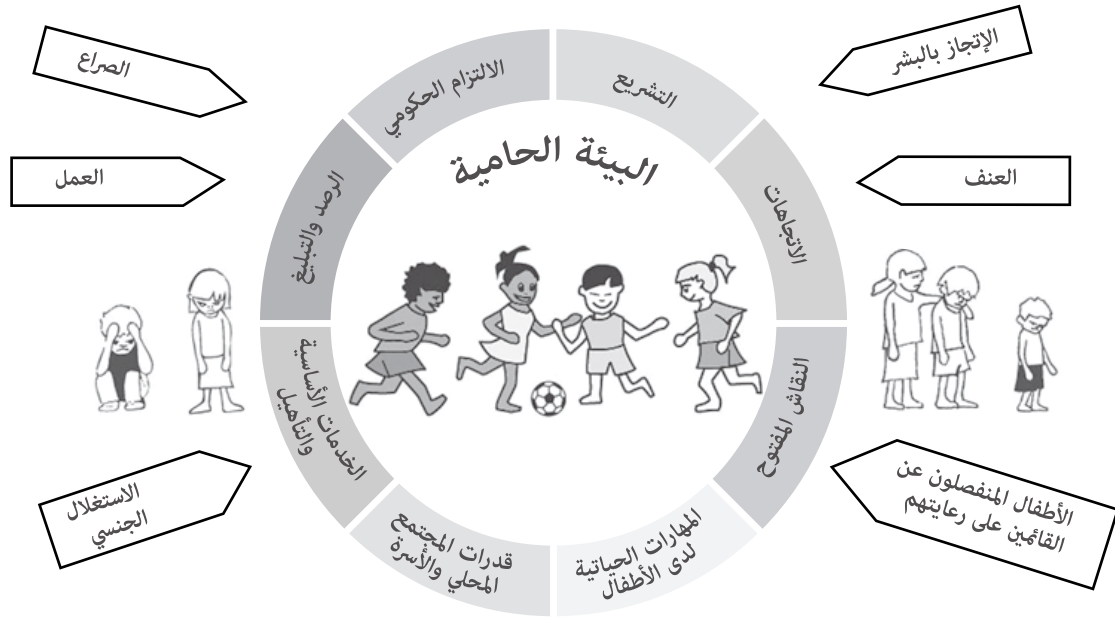 الإتجاز بالبشر
العنف
الأطفال المنفصلون عن
القائمين على رعايتهم
الصراع
العمل
الاستغلال
الجنسي
البيئة الحامية
التشريع
الاتجاهات
النقاش المفتوح
المهارات الحياتية
لدى الأطفال
قدرات المجتمع
المحلي والأسرة
الخدمات الأساسية
والتأهيل
الرصد والتبليغ
الالتزام الحكومي